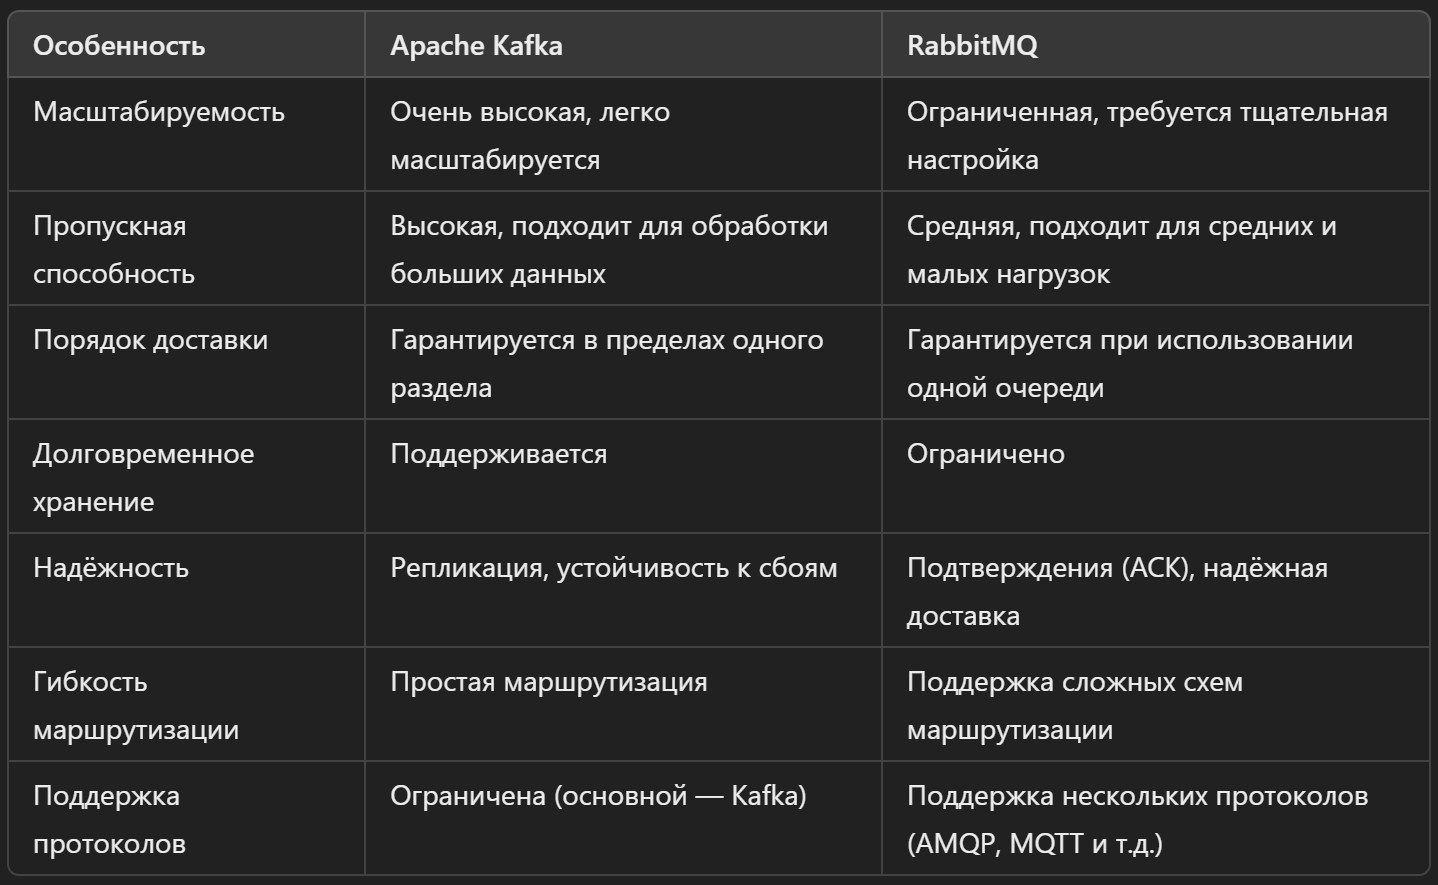 Особенность
Apache Kafka
RabbitMQ
Масштабируемость
Очень высокая, легко
масштабируется
Ограниченная, требуется тщательная
настройка
Пропускная
способность
Высокая, подходит для обработки
больших данных
Средняя, подходит для средних и
малых нагрузок
Порядок доставки
Гарантируется в пределах одного
раздела
Гарантируется при использовании
одной очереди
Долговременное
хранение
Поддерживается
Ограничено
Надёжность
Репликация, устойчивость к сбоям
Подтверждения (ACK), надёжная
доставка
Гибкость
маршрутизации
Простая маршрутизация
Поддержка сложных схем
маршрутизации
Поддержка
протоколов
Ограничена (основной — Kafka)
Поддержка нескольких протоколов
(AMQP, MQTT и т.д.)